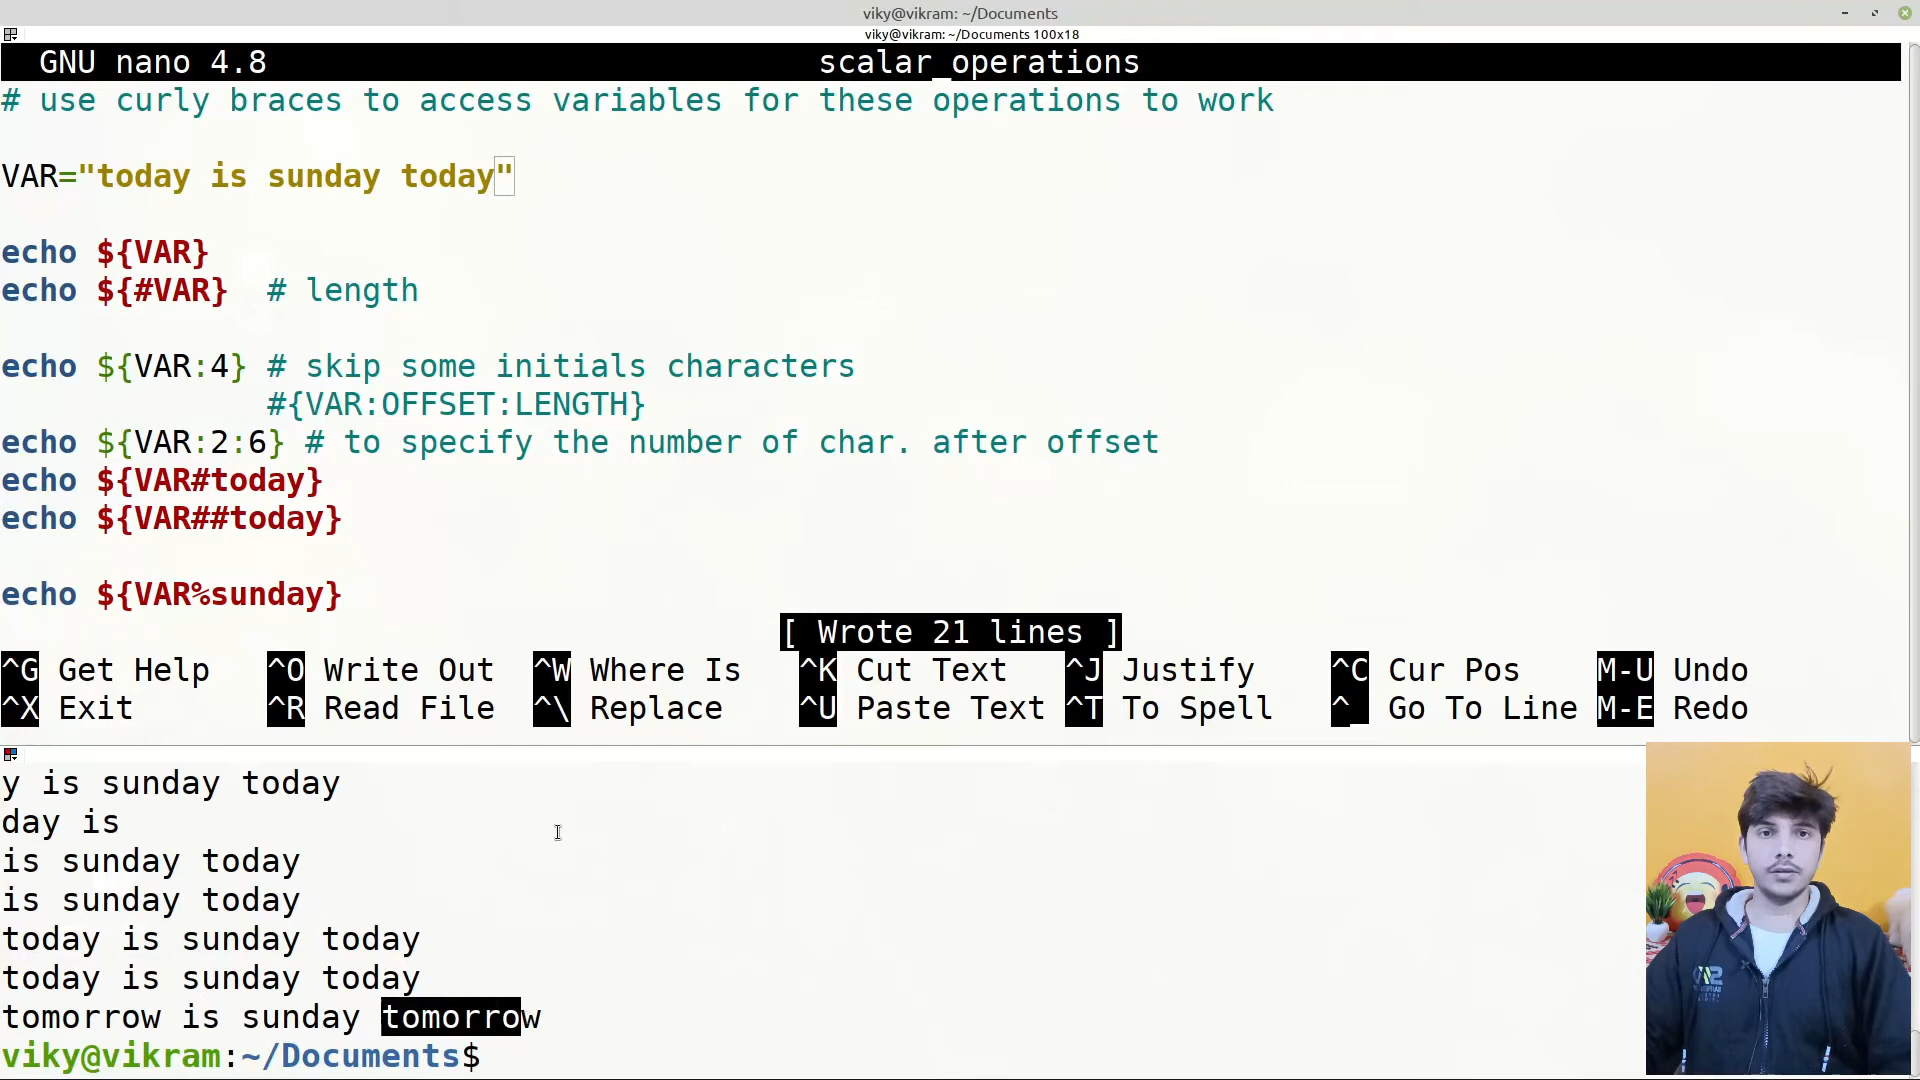 viky@vikram: ~/Documents
viky@vikram: ~/Documents 100x18
GNU nano 4.8 scalar_operations
# use curly braces to access variables for these operations to work
VAR="today is sunday today"
echo ${VAR}
echo ${#VAR} # length
echo ${VAR:4} # skip some initials characters
#{VAR:OFFSET:LENGTH}
echo ${VAR:2:6} # to specify the number of char. after offset
echo ${VAR#today}
echo ${VAR##today}
echo ${VAR%sunday}
[ Wrote 21 lines ]
^G Get Help ^O Write Out ^W Where Is ^K Cut Text ^J Justify ^C Cur Pos M-U Undo
^X Exit ^R Read File ^\ Replace ^U Paste Text ^T To Spell ^_ Go To Line M-E Redo
y is sunday today
day is
is sunday today
is sunday today
today is sunday today
today is sunday today
tomorrow is sunday tomorrow
viky@vikram:~/Documents$